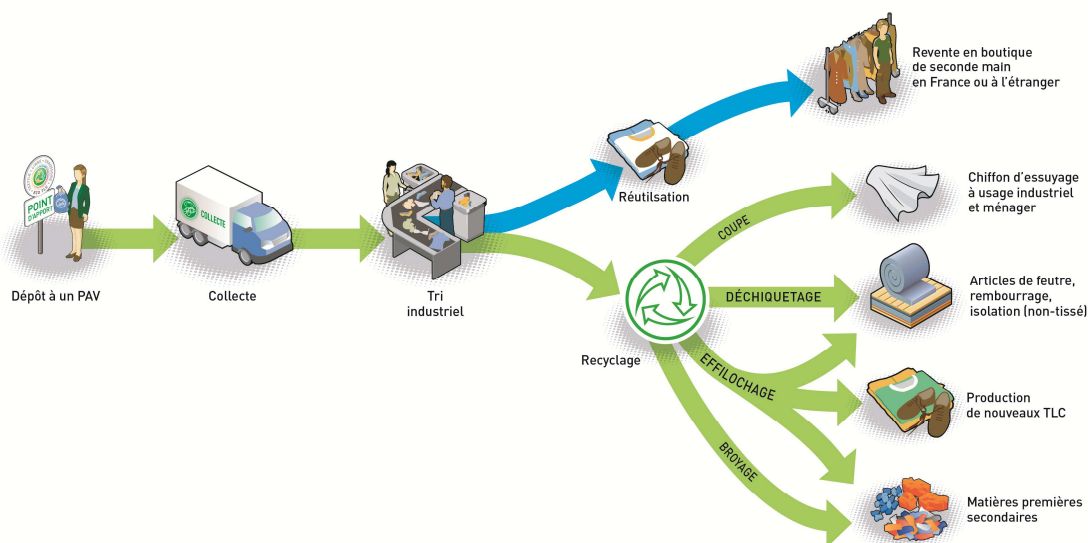 Revente en boutique
de seconde main
en France ou à l'étranger
POINT
D'APPORT
COLLECTE
Réutilsation
Chiffon d'essuyage
à usage industriel
et ménager
COUPE
Dépôt à un PAV
Collecte
Tri
industriel
DÉCHIQUETAGE
Articles de feutre,
rembourrage,
isolation (non-tissé)
Recyclage
EFFILOCHAGE
Production
de nouveaux TLC
BROYAGE
Matières premières
secondaires